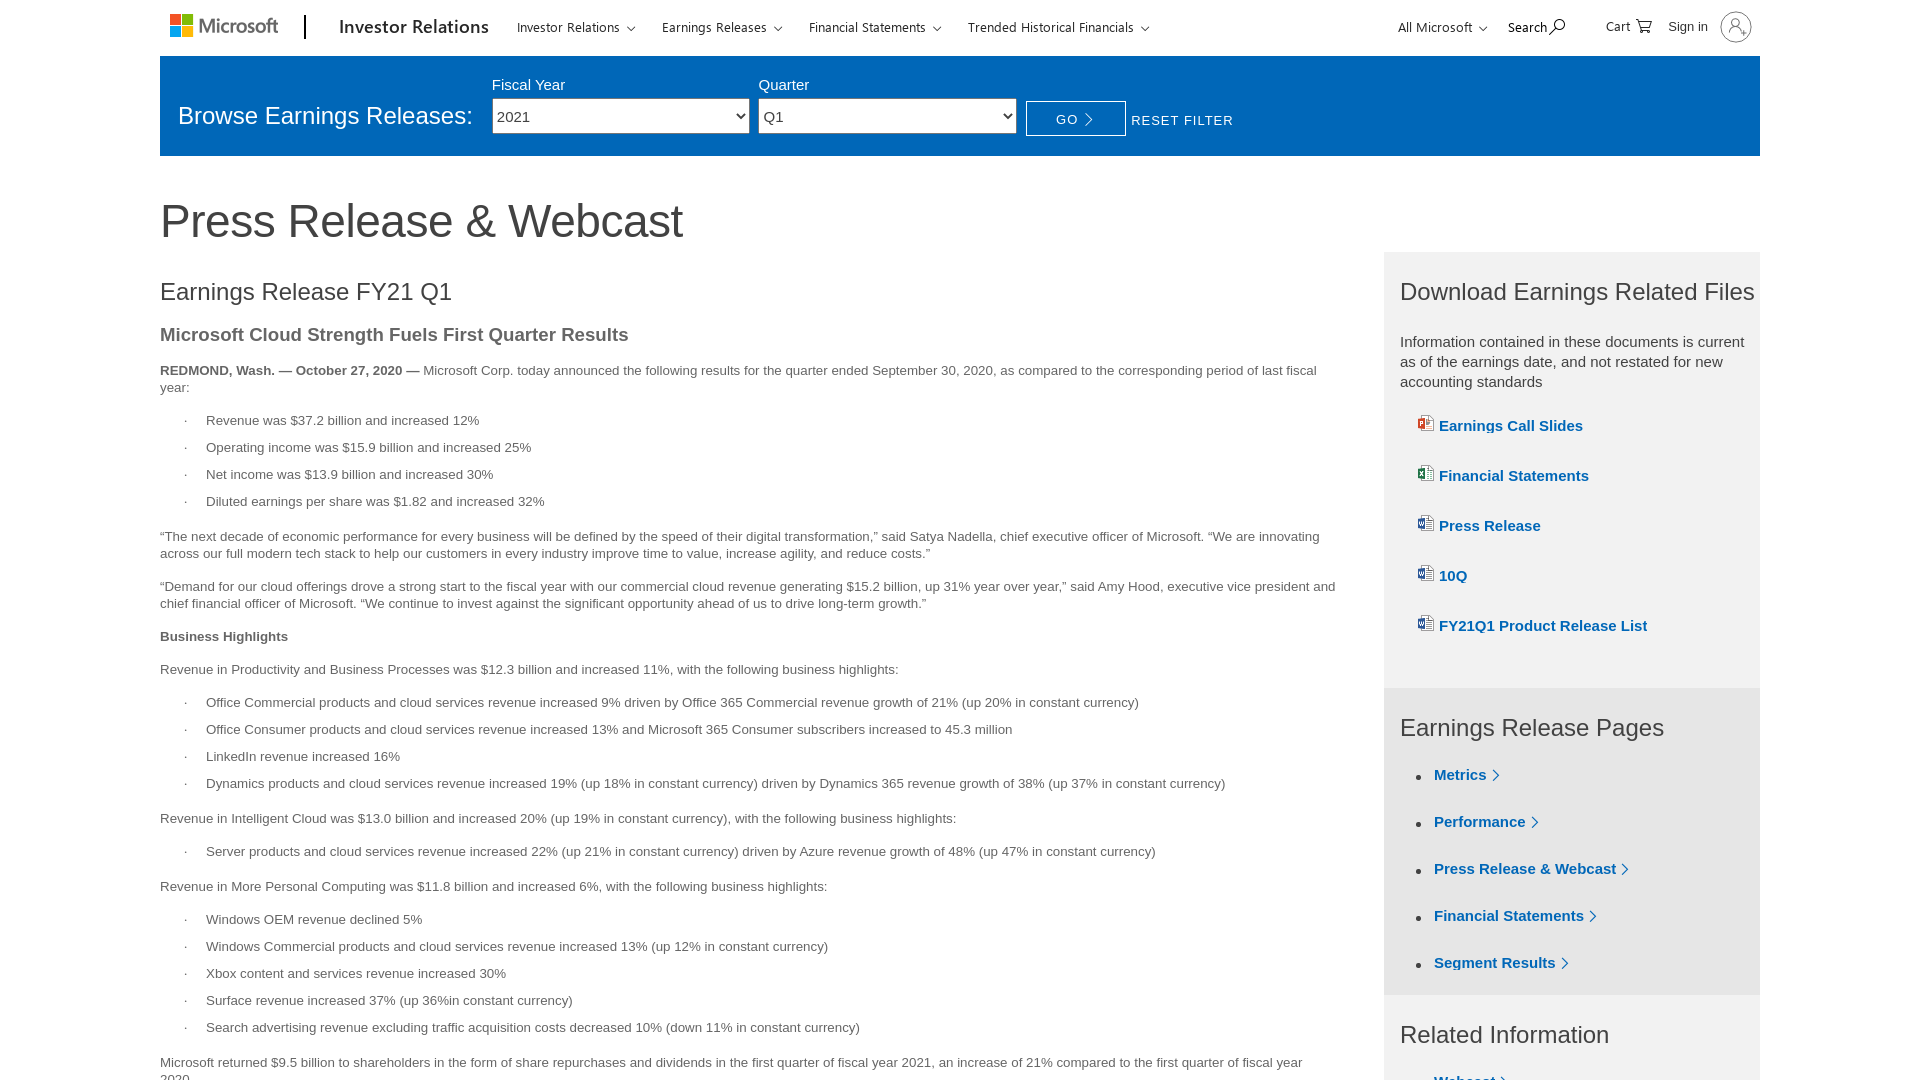 Microsoft
Investor Relations
Investor Relations
Earnings Releases
Financial Statements
Trended Historical Financials
All Microsoft
Search
Cart
Sign in
Browse Earnings Releases:
Fiscal Year
2021
Quarter
Q1
GO
RESET FILTER
Press Release & Webcast
Earnings Release FY21 Q1
Microsoft Cloud Strength Fuels First Quarter Results
REDMOND, Wash. — October 27, 2020 — Microsoft Corp. today announced the following results for the quarter ended September 30, 2020, as compared to the corresponding period of last fiscal
year:
· Revenue was $37.2 billion and increased 12%
· Operating income was $15.9 billion and increased 25%
· Net income was $13.9 billion and increased 30%
· Diluted earnings per share was $1.82 and increased 32%
“The next decade of economic performance for every business will be defined by the speed of their digital transformation,” said Satya Nadella, chief executive officer of Microsoft. “We are innovating
across our full modern tech stack to help our customers in every industry improve time to value, increase agility, and reduce costs.”
“Demand for our cloud offerings drove a strong start to the fiscal year with our commercial cloud revenue generating $15.2 billion, up 31% year over year,” said Amy Hood, executive vice president and
chief financial officer of Microsoft. “We continue to invest against the significant opportunity ahead of us to drive long-term growth.”
Business Highlights
Revenue in Productivity and Business Processes was $12.3 billion and increased 11%, with the following business highlights:
· Office Commercial products and cloud services revenue increased 9% driven by Office 365 Commercial revenue growth of 21% (up 20% in constant currency)
· Office Consumer products and cloud services revenue increased 13% and Microsoft 365 Consumer subscribers increased to 45.3 million
· LinkedIn revenue increased 16%
· Dynamics products and cloud services revenue increased 19% (up 18% in constant currency) driven by Dynamics 365 revenue growth of 38% (up 37% in constant currency)
Revenue in Intelligent Cloud was $13.0 billion and increased 20% (up 19% in constant currency), with the following business highlights:
· Server products and cloud services revenue increased 22% (up 21% in constant currency) driven by Azure revenue growth of 48% (up 47% in constant currency)
Revenue in More Personal Computing was $11.8 billion and increased 6%, with the following business highlights:
· Windows OEM revenue declined 5%
· Windows Commercial products and cloud services revenue increased 13% (up 12% in constant currency)
· Xbox content and services revenue increased 30%
· Surface revenue increased 37% (up 36%in constant currency)
· Search advertising revenue excluding traffic acquisition costs decreased 10% (down 11% in constant currency)
Microsoft returned $9.5 billion to shareholders in the form of share repurchases and dividends in the first quarter of fiscal year 2021, an increase of 21% compared to the first quarter of fiscal year
2020.
Download Earnings Related Files
Information contained in these documents is current
as of the earnings date, and not restated for new
accounting standards
Earnings Call Slides
Financial Statements
Press Release
10Q
FY21Q1 Product Release List
Earnings Release Pages
• Metrics
• Performance
• Press Release & Webcast
• Financial Statements
• Segment Results
Related Information
Webcast